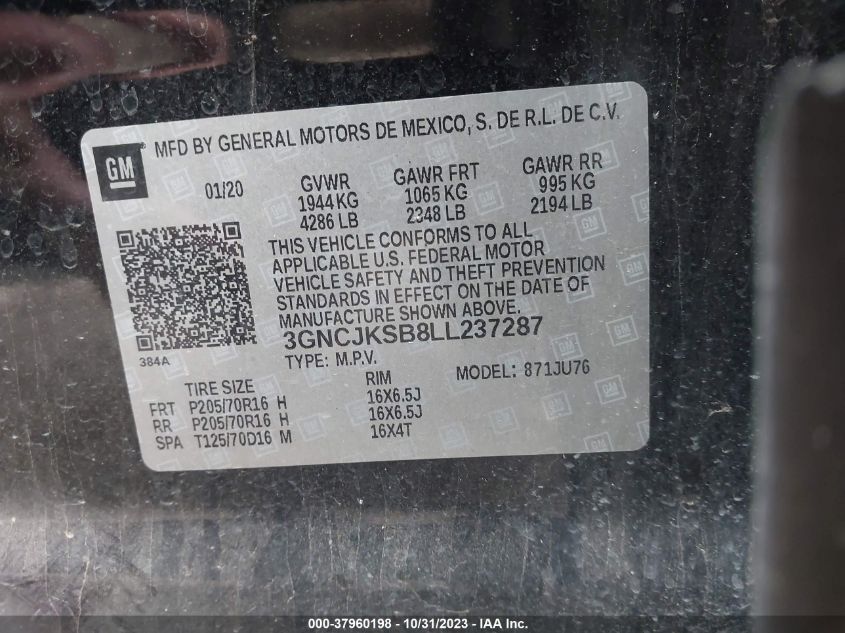 MFD BY GENERAL MOTORS DE MEXICO, S. DE R.L. DE C.V.
GM
01/20 GVWR GAWR FRT GAWR RR
1944 KG 1065 KG 995 KG
4286 LB 2348 LB 2194 LB
THIS VEHICLE CONFORMS TO ALL
APPLICABLE U.S. FEDERAL MOTOR
VEHICLE SAFETY AND THEFT PREVENTION
STANDARDS IN EFFECT ON THE DATE OF
MANUFACTURE SHOWN ABOVE.
3GNCJKSB8LL237287
384A
TYPE: M.P.V. MODEL: 871JU76
TIRE SIZE RIM
FRT P205/70R16 H 16X6.5J
RR P205/70R16 H 16X6.5J
SPA T125/70D16 M 16X4T
000-37960198 - 10/31/2023 - IAA Inc.